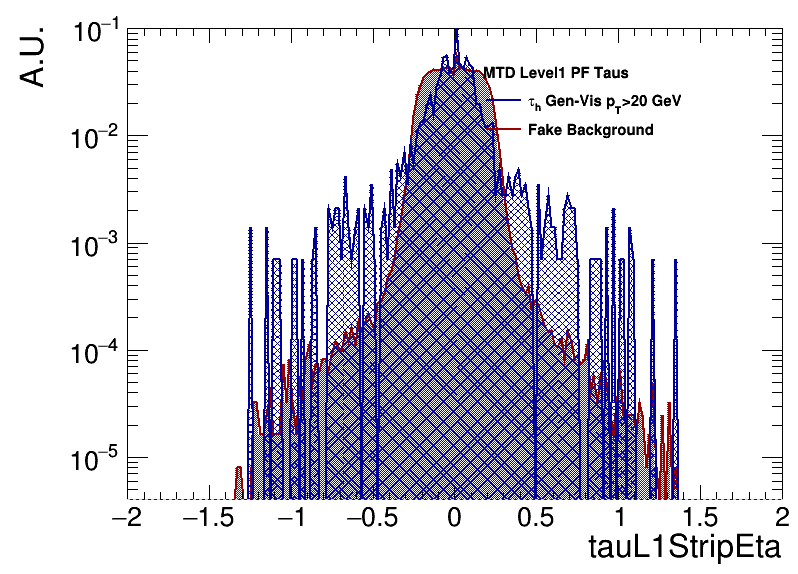 A.U.
10⁻¹
10⁻²
10⁻³
10⁻⁴
10⁻⁵
MTD Level1 PF Taus
τₕ Gen-Vis p_T>20 GeV
Fake Background
−2 −1.5 −1 −0.5 0 0.5 1 1.5 2
tauL1StripEta